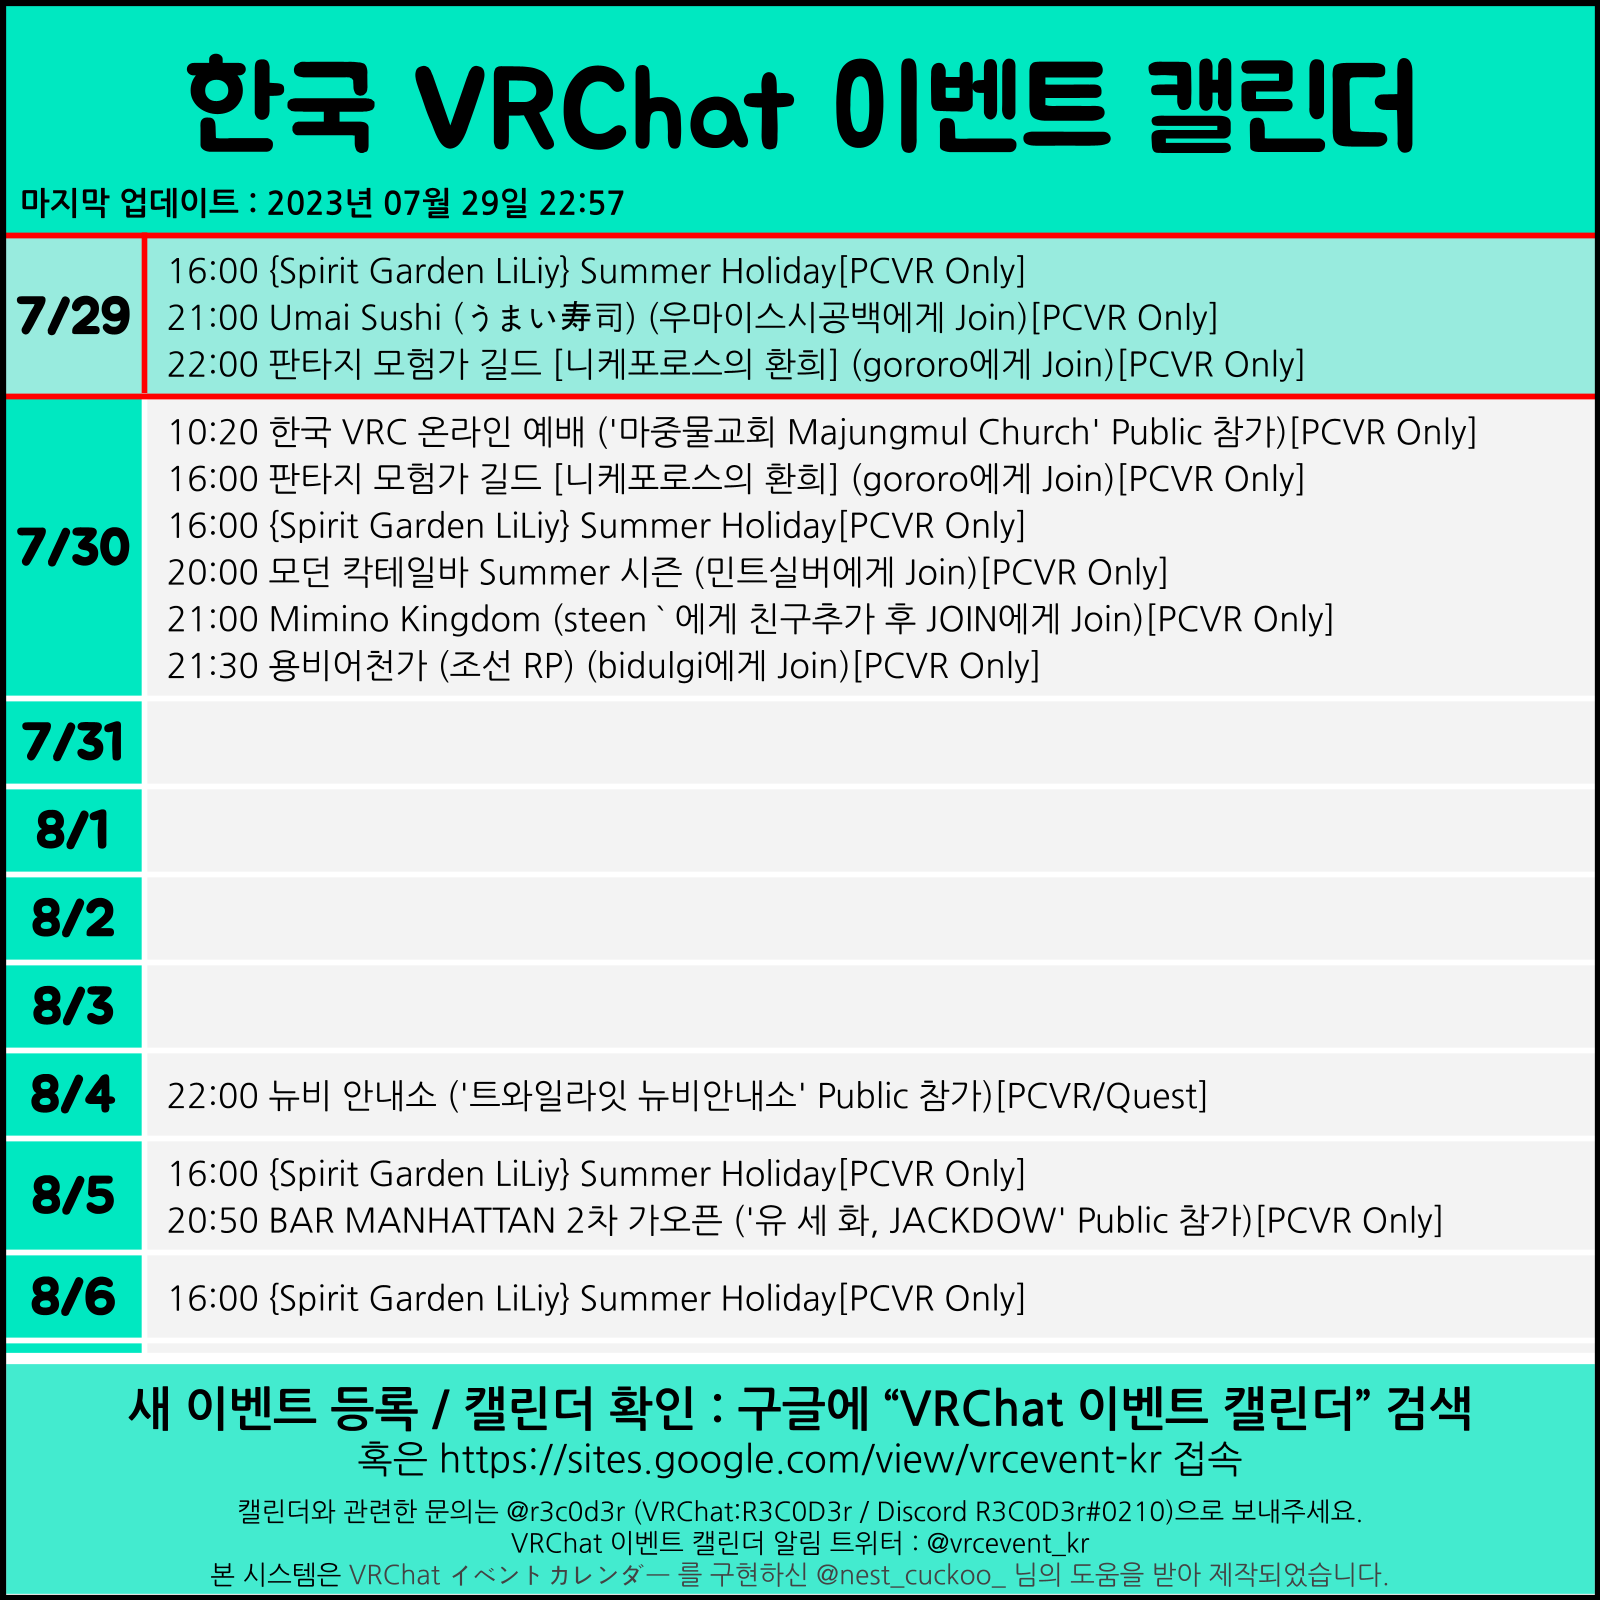 한국 VRChat 이벤트 캘린더
마지막 업데이트 : 2023년 07월 29일 22:57
7/29
16:00 {Spirit Garden LiLiy} Summer Holiday[PCVR Only]
21:00 Umai Sushi (うまい寿司) (우마이스시공백에게 Join)[PCVR Only]
22:00 판타지 모험가 길드 [니케포로스의 환희] (gororo에게 Join)[PCVR Only]
7/30
10:20 한국 VRC 온라인 예배 ('마중물교회 Majungmul Church' Public 참가)[PCVR Only]
16:00 판타지 모험가 길드 [니케포로스의 환희] (gororo에게 Join)[PCVR Only]
16:00 {Spirit Garden LiLiy} Summer Holiday[PCVR Only]
20:00 모던 칵테일바 Summer 시즌 (민트실버에게 Join)[PCVR Only]
21:00 Mimino Kingdom (steen ` 에게 친구추가 후 JOIN에게 Join)[PCVR Only]
21:30 용비어천가 (조선 RP) (bidulgi에게 Join)[PCVR Only]
7/31
8/1
8/2
8/3
8/4
22:00 뉴비 안내소 ('트와일라잇 뉴비안내소' Public 참가)[PCVR/Quest]
8/5
16:00 {Spirit Garden LiLiy} Summer Holiday[PCVR Only]
20:50 BAR MANHATTAN 2차 가오픈 ('유 세 화, JACKDOW' Public 참가)[PCVR Only]
8/6
16:00 {Spirit Garden LiLiy} Summer Holiday[PCVR Only]
새 이벤트 등록 / 캘린더 확인 : 구글에 “VRChat 이벤트 캘린더” 검색
혹은 https://sites.google.com/view/vrcevent-kr 접속
캘린더와 관련한 문의는 @r3c0d3r (VRChat:R3C0D3r / Discord R3C0D3r#0210)으로 보내주세요.
VRChat 이벤트 캘린더 알림 트위터 : @vrcevent_kr
본 시스템은 VRChat イベントカレンダー 를 구현하신 @nest_cuckoo_ 님의 도움을 받아 제작되었습니다.